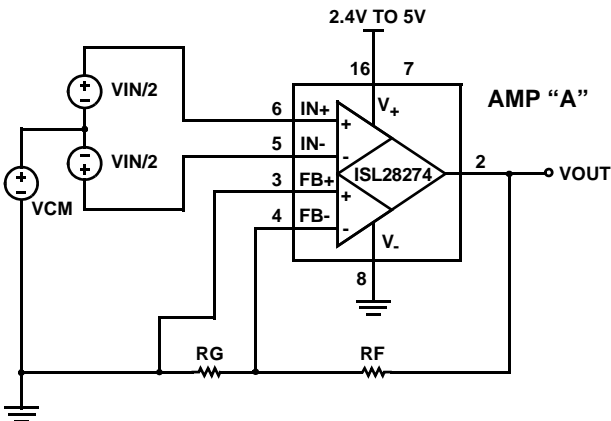 2.4V TO 5V
16 7
AMP “A”
VIN/2
6 IN+ V+
+
-
5 IN- -
ISL28274
2 VOUT
- VIN/2
+
3 FB+ +
+
-
VCM
4 FB- -
V-
8
RG RF